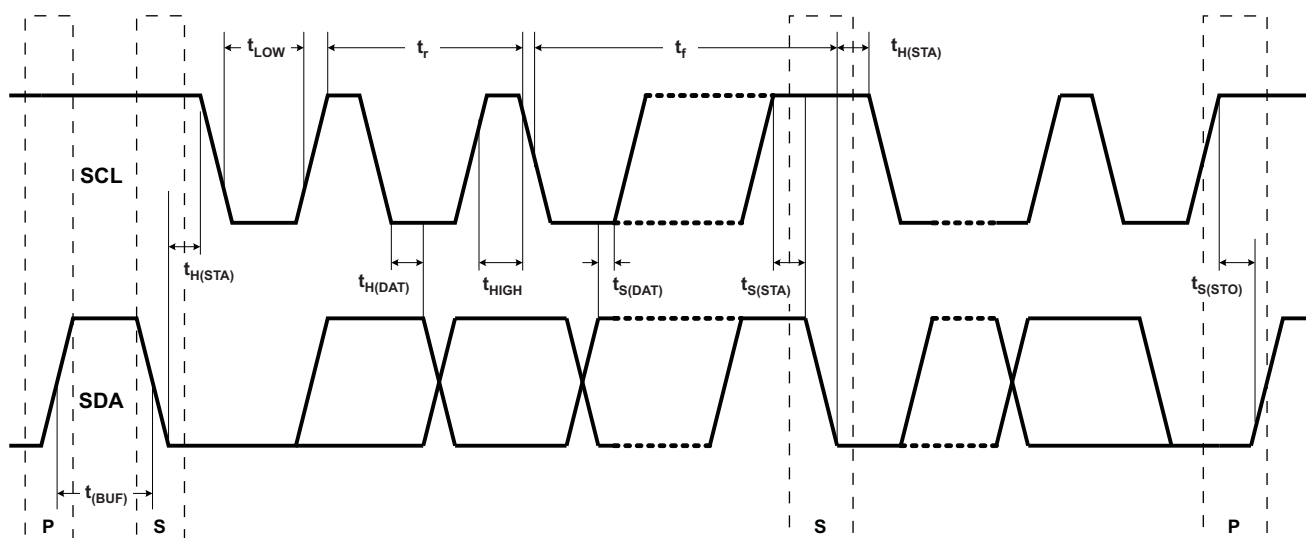 tLOW
tr
tf
tH(STA)
SCL
tH(STA)
tH(DAT)
tHIGH
tS(DAT)
tS(STA)
tS(STO)
SDA
t(BUF)
P
S
S
P